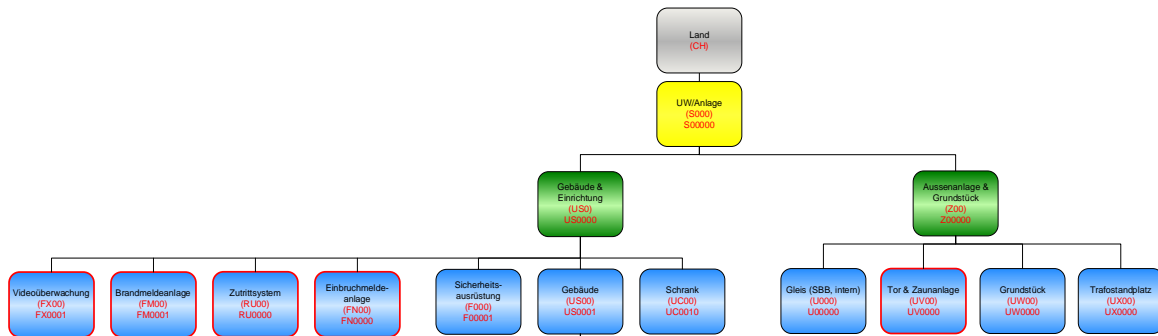 Land
(CH)
UW/Anlage
(S000)
S00000
Gebäude &
Einrichtung
(US0)
US0000
Aussenanlage &
Grundstück
(Z00)
Z00000
Videoüberwachung
(FX00)
FX0001
Brandmeldeanlage
(FM00)
FM0001
Zutrittsystem
(RU00)
RU0000
Einbruchmelde-
anlage
(FN00)
FN0000
Sicherheits-
ausrüstung
(F000)
F00001
Gebäude
(US00)
US0001
Schrank
(UC00)
UC0010
Gleis (SBB, intern)
(U000)
U00000
Tor & Zaunanlage
(UV00)
UV0000
Grundstück
(UW00)
UW0000
Trafostandplatz
(UX00)
UX0000